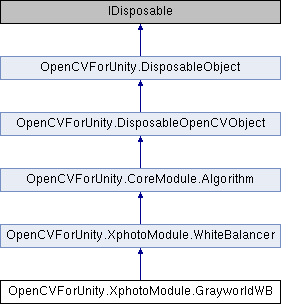 IDisposable
OpenCVForUnity.DisposableObject
OpenCVForUnity.DisposableOpenCVObject
OpenCVForUnity.CoreModule.Algorithm
OpenCVForUnity.XphotoModule.WhiteBalancer
OpenCVForUnity.XphotoModule.GrayworldWB